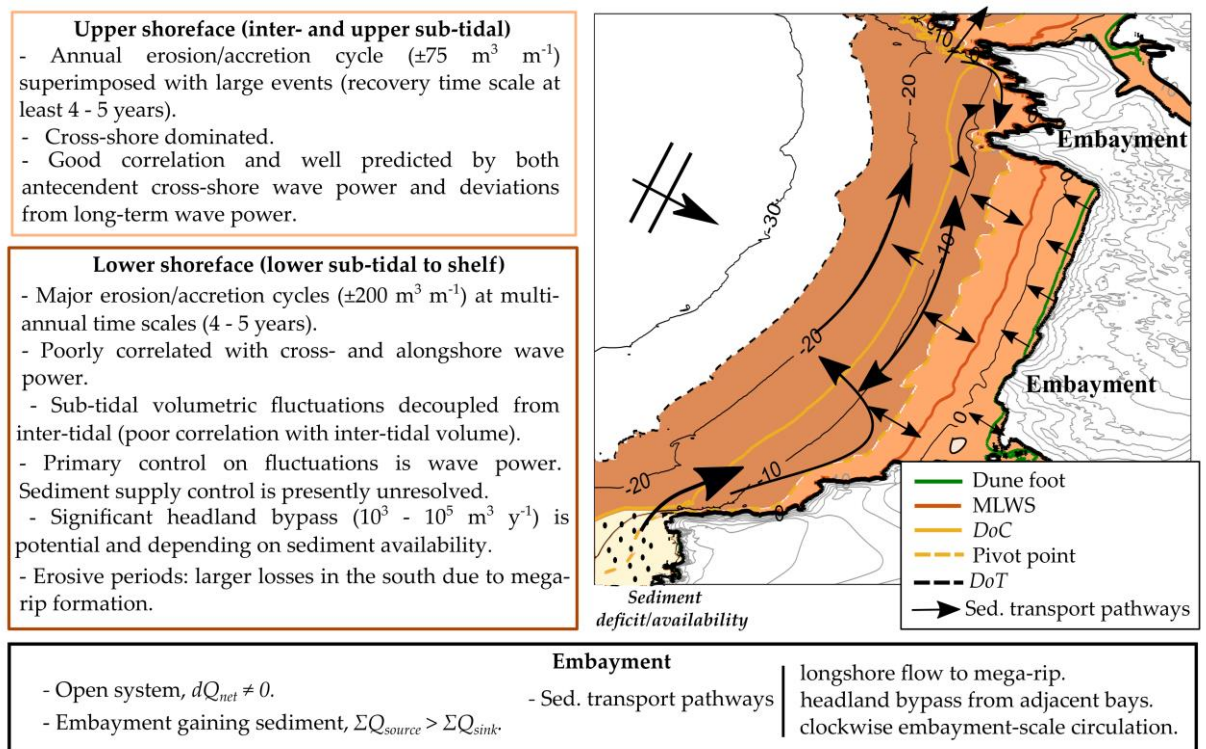 Upper shoreface (inter- and upper sub-tidal)
- Annual erosion/accretion cycle (±75 m³ m⁻¹)
superimposed with large events (recovery time scale at
least 4 - 5 years).
- Cross-shore dominated.
- Good correlation and well predicted by both
antecendent cross-shore wave power and deviations
from long-term wave power.
Lower shoreface (lower sub-tidal to shelf)
- Major erosion/accretion cycles (±200 m³ m⁻¹) at multi-
annual time scales (4 - 5 years).
- Poorly correlated with cross- and alongshore wave
power.
- Sub-tidal volumetric fluctuations decoupled from
inter-tidal (poor correlation with inter-tidal volume).
- Primary control on fluctuations is wave power.
Sediment supply control is presently unresolved.
- Significant headland bypass (10³ - 10⁵ m³ y⁻¹) is
potential and depending on sediment availability.
- Erosive periods: larger losses in the south due to mega-
rip formation.
-10
-20
-30
Embayment
0
-10
-20
Embayment
0
-10
-20
0
Dune foot
MLWS
DoC
Pivot point
DoT
Sed. transport pathways
Sediment
deficit/availability
Embayment
- Open system, dQnet ≠ 0.
- Embayment gaining sediment, ΣQsource > ΣQsink.
- Sed. transport pathways
longshore flow to mega-rip.
headland bypass from adjacent bays.
clockwise embayment-scale circulation.